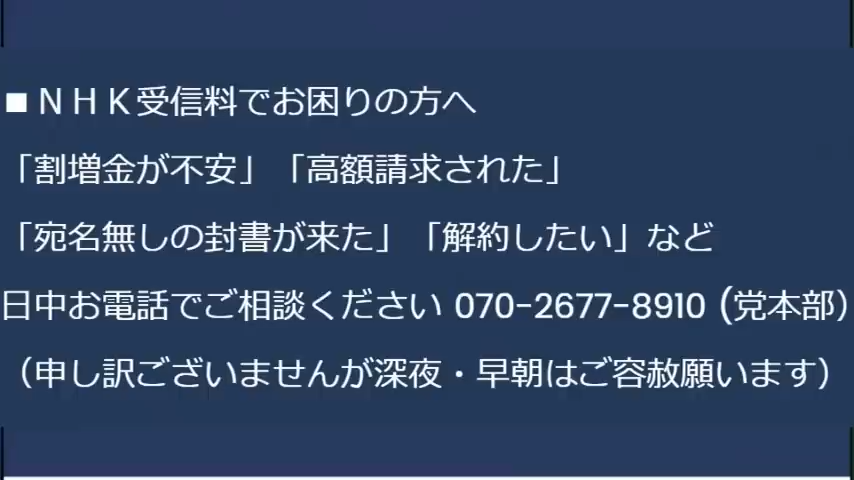 ■ＮＨＫ受信料でお困りの方へ
「割増金が不安」「高額請求された」
「宛名無しの封書が来た」「解約したい」など
日中お電話でご相談ください 070-2677-8910 (党本部)
（申し訳ございませんが深夜・早朝はご容赦願います）